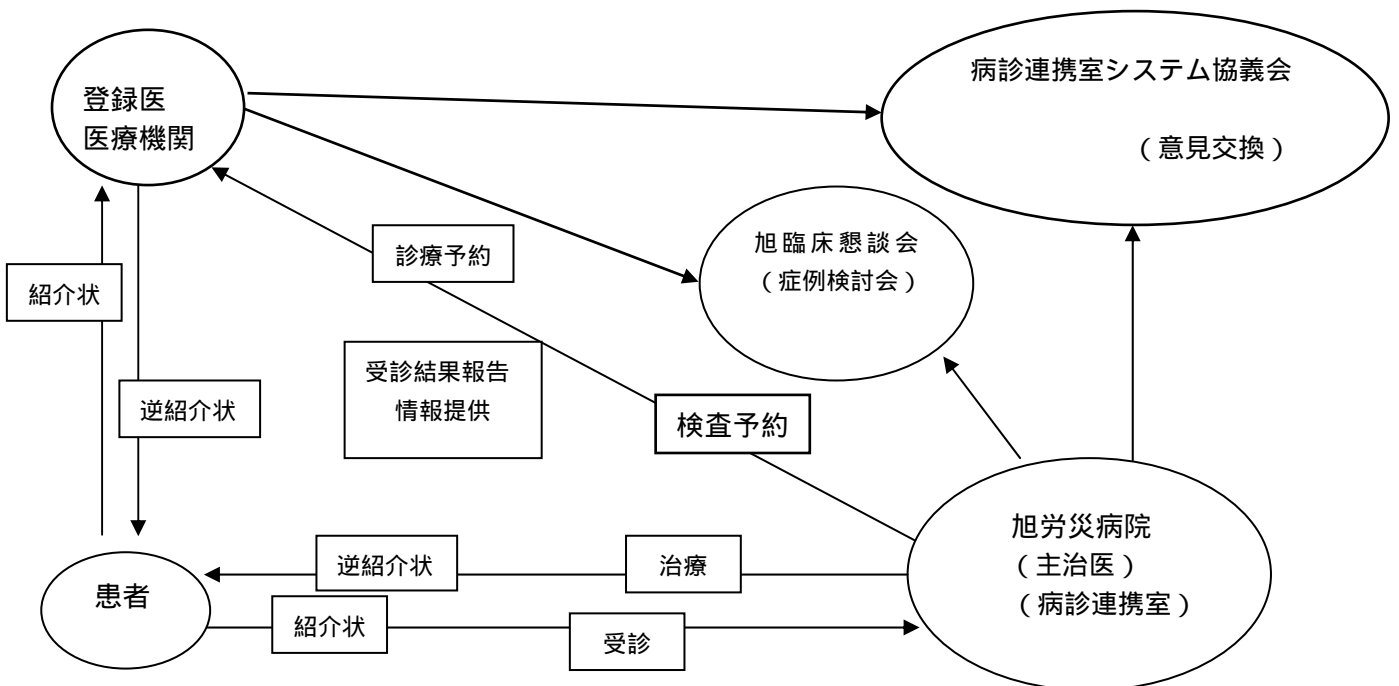 登録医
医療機関
病診連携室システム協議会
（意見交換）
旭臨床懇談会
（症例検討会）
診療予約
紹介状
受診結果報告
情報提供
逆紹介状
検査予約
旭労災病院
（主治医）
（病診連携室）
逆紹介状
治療
患者
紹介状
受診